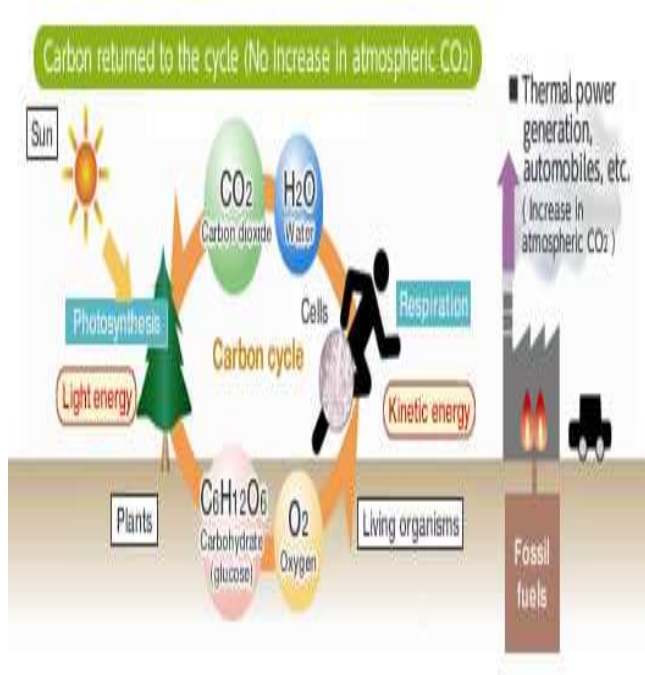 Carbon returned to the cycle (No increase in atmospheric CO2)
Sun
■ Thermal power
generation,
automobiles, etc.
( Increase in
atmospheric CO2 )
CO2
Carbon dioxide
H2O
Water
Photosynthesis
Cells
Respiration
Carbon cycle
Light energy
Kinetic energy
Plants
C6H12O6
Carbohydrate
(glucose)
O2
Oxygen
Living organisms
Fossil
fuels